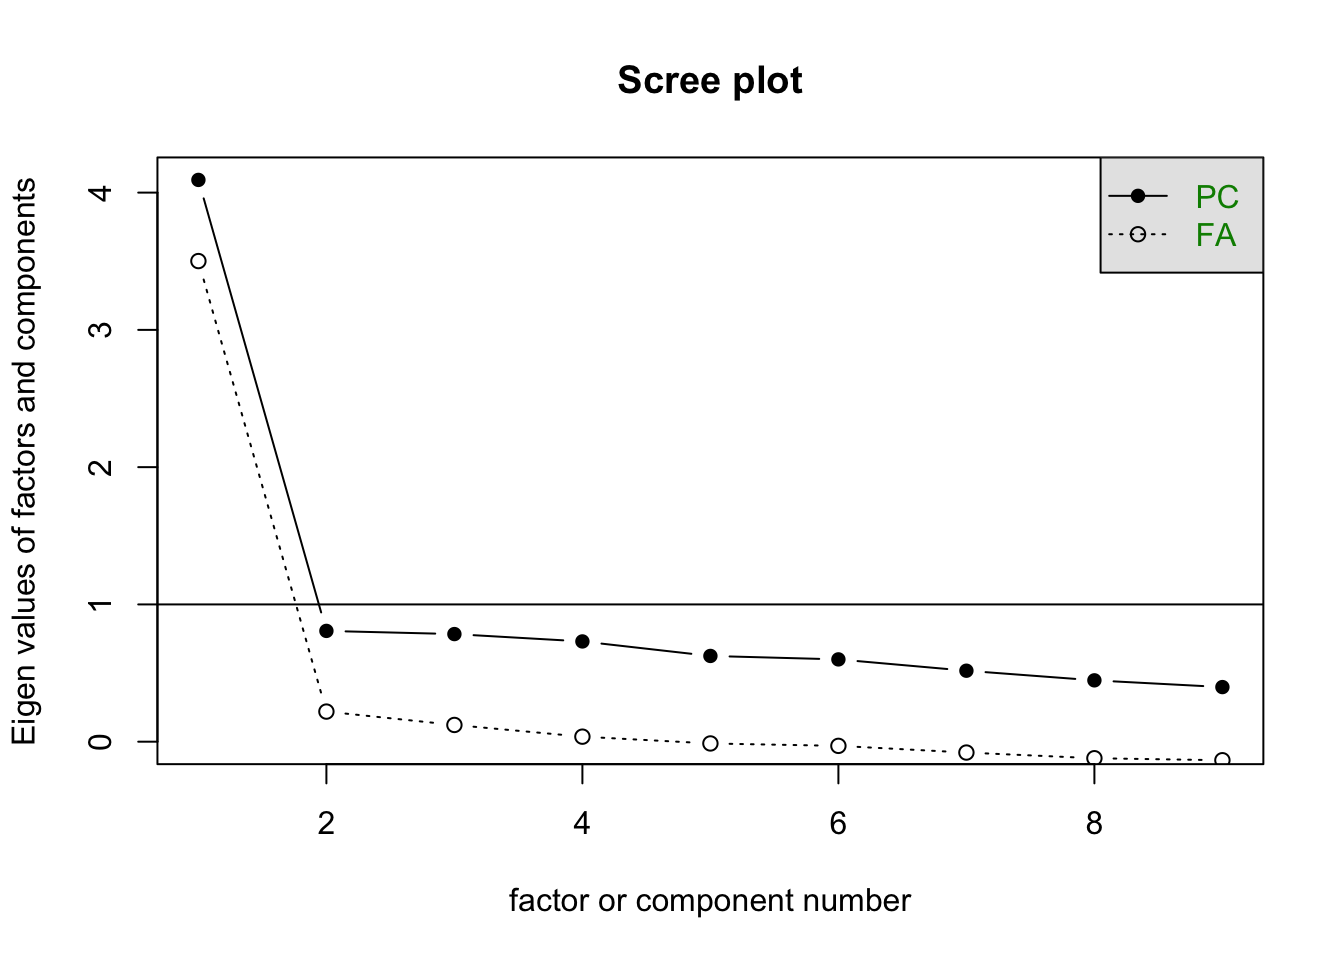 Scree plot
Eigen values of factors and components
4
3
2
1
0
PC
FA
2
4
6
8
factor or component number